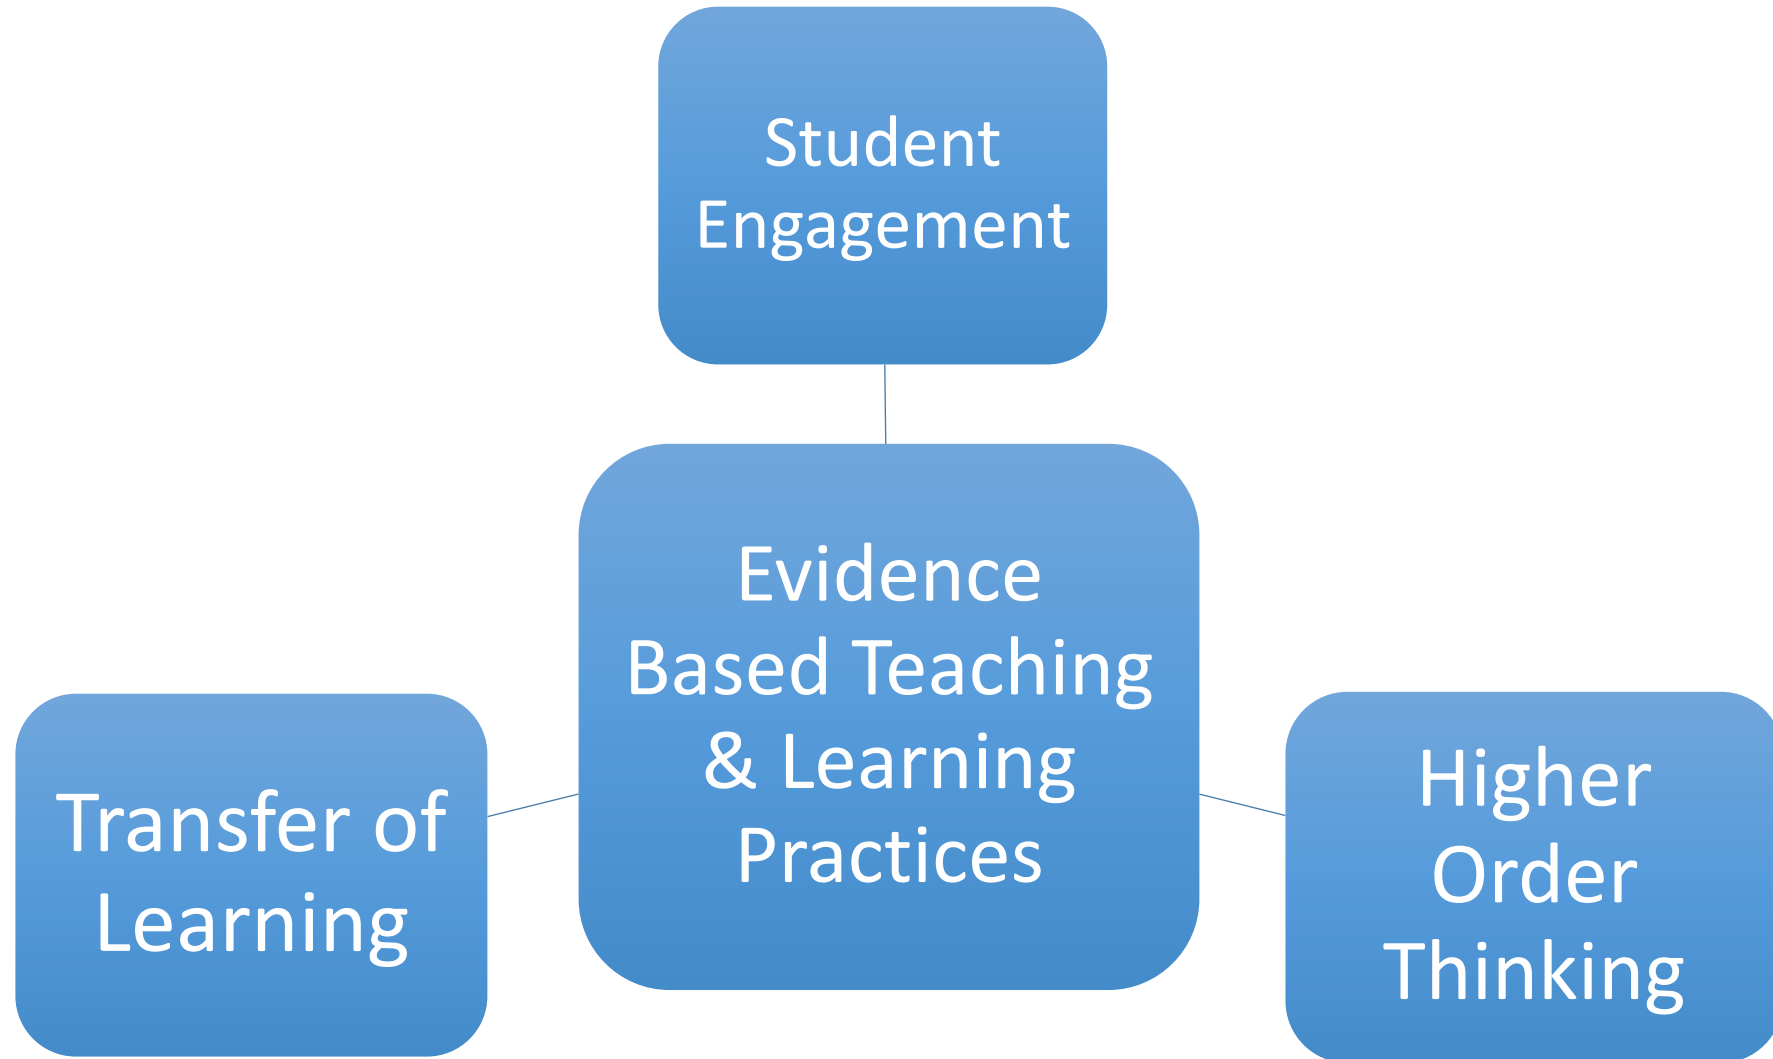 Student
Engagement
Evidence
Based Teaching
& Learning
Practices
Transfer of
Learning
Higher
Order
Thinking